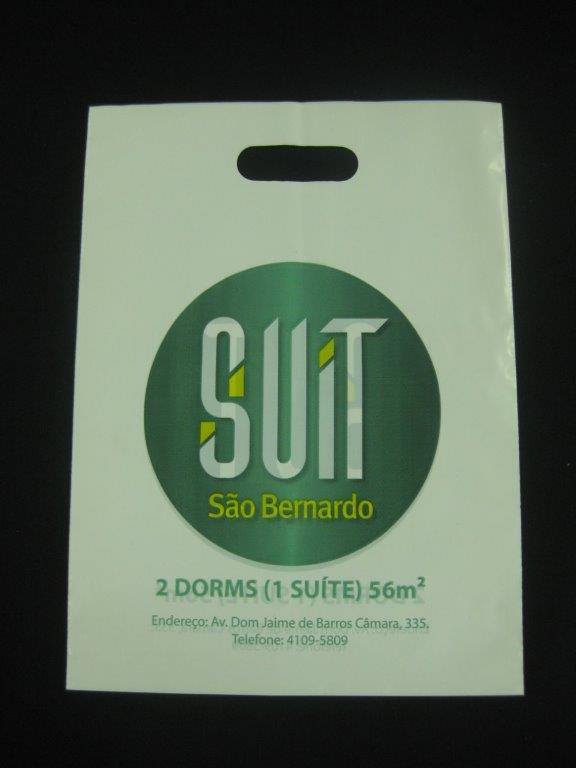 SUiT
São Bernardo
2 DORMS (1 SUÍTE) 56m²
Endereço: Av. Dom Jaime de Barros Câmara, 335.
Telefone: 4109-5809